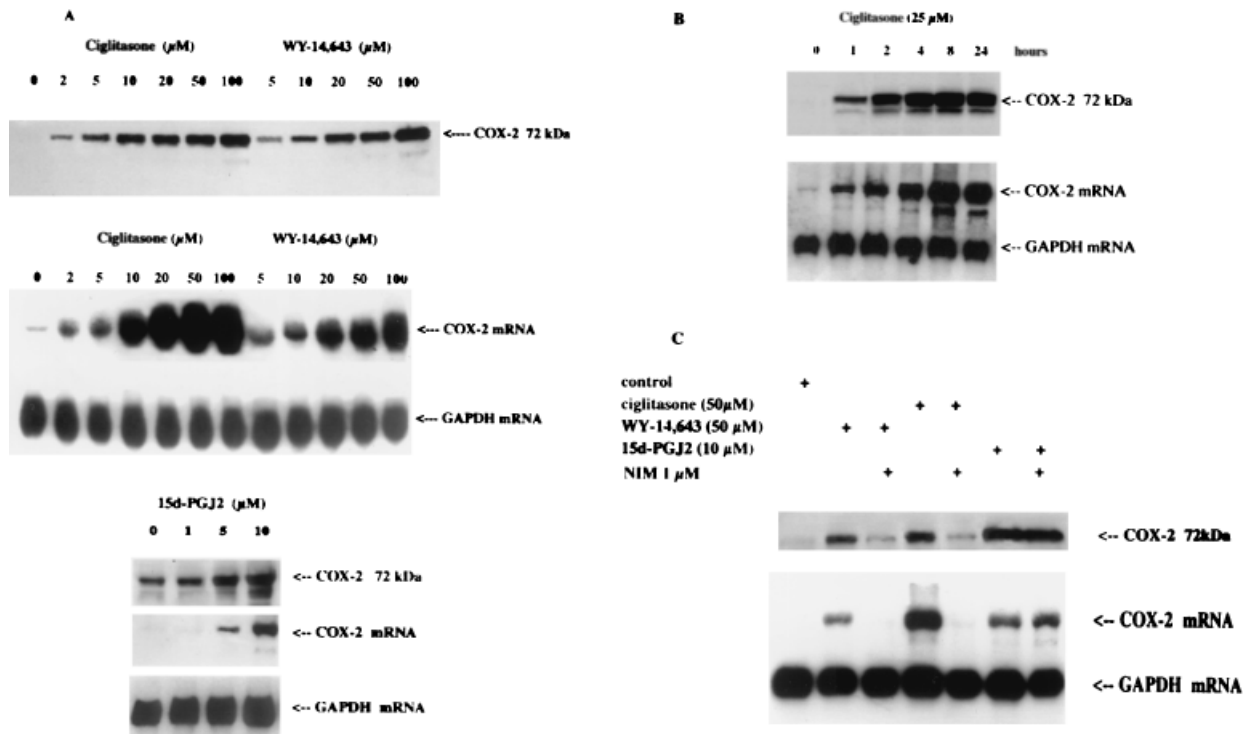 A
Ciglitasone (µM) WY-14,643 (µM)
0 2 5 10 20 50 100 5 10 20 50 100
<---- COX-2 72 kDa
Ciglitasone (µM) WY-14,643 (µM)
0 2 5 10 20 50 100 5 10 20 50 100
<--- COX-2 mRNA
<--- GAPDH mRNA
15d-PGJ2 (µM)
0 1 5 10
<-- COX-2 72 kDa
<-- COX-2 mRNA
<-- GAPDH mRNA
B
Ciglitasone (25 µM)
0 1 2 4 8 24 hours
<-- COX-2 72 kDa
<-- COX-2 mRNA
<-- GAPDH mRNA
C
control +
ciglitasone (50µM) + +
WY-14,643 (50 µM) + +
15d-PGJ2 (10 µM) + +
NIM 1 µM + + +
<-- COX-2 72kDa
<-- COX-2 mRNA
<-- GAPDH mRNA